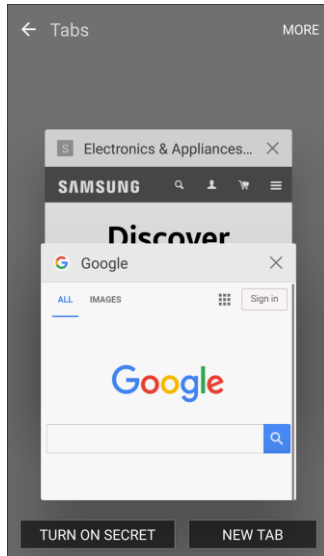 Tabs
MORE
S Electronics & Appliances...
SAMSUNG
Discover
Google
ALL IMAGES Sign in
Google
TURN ON SECRET NEW TAB